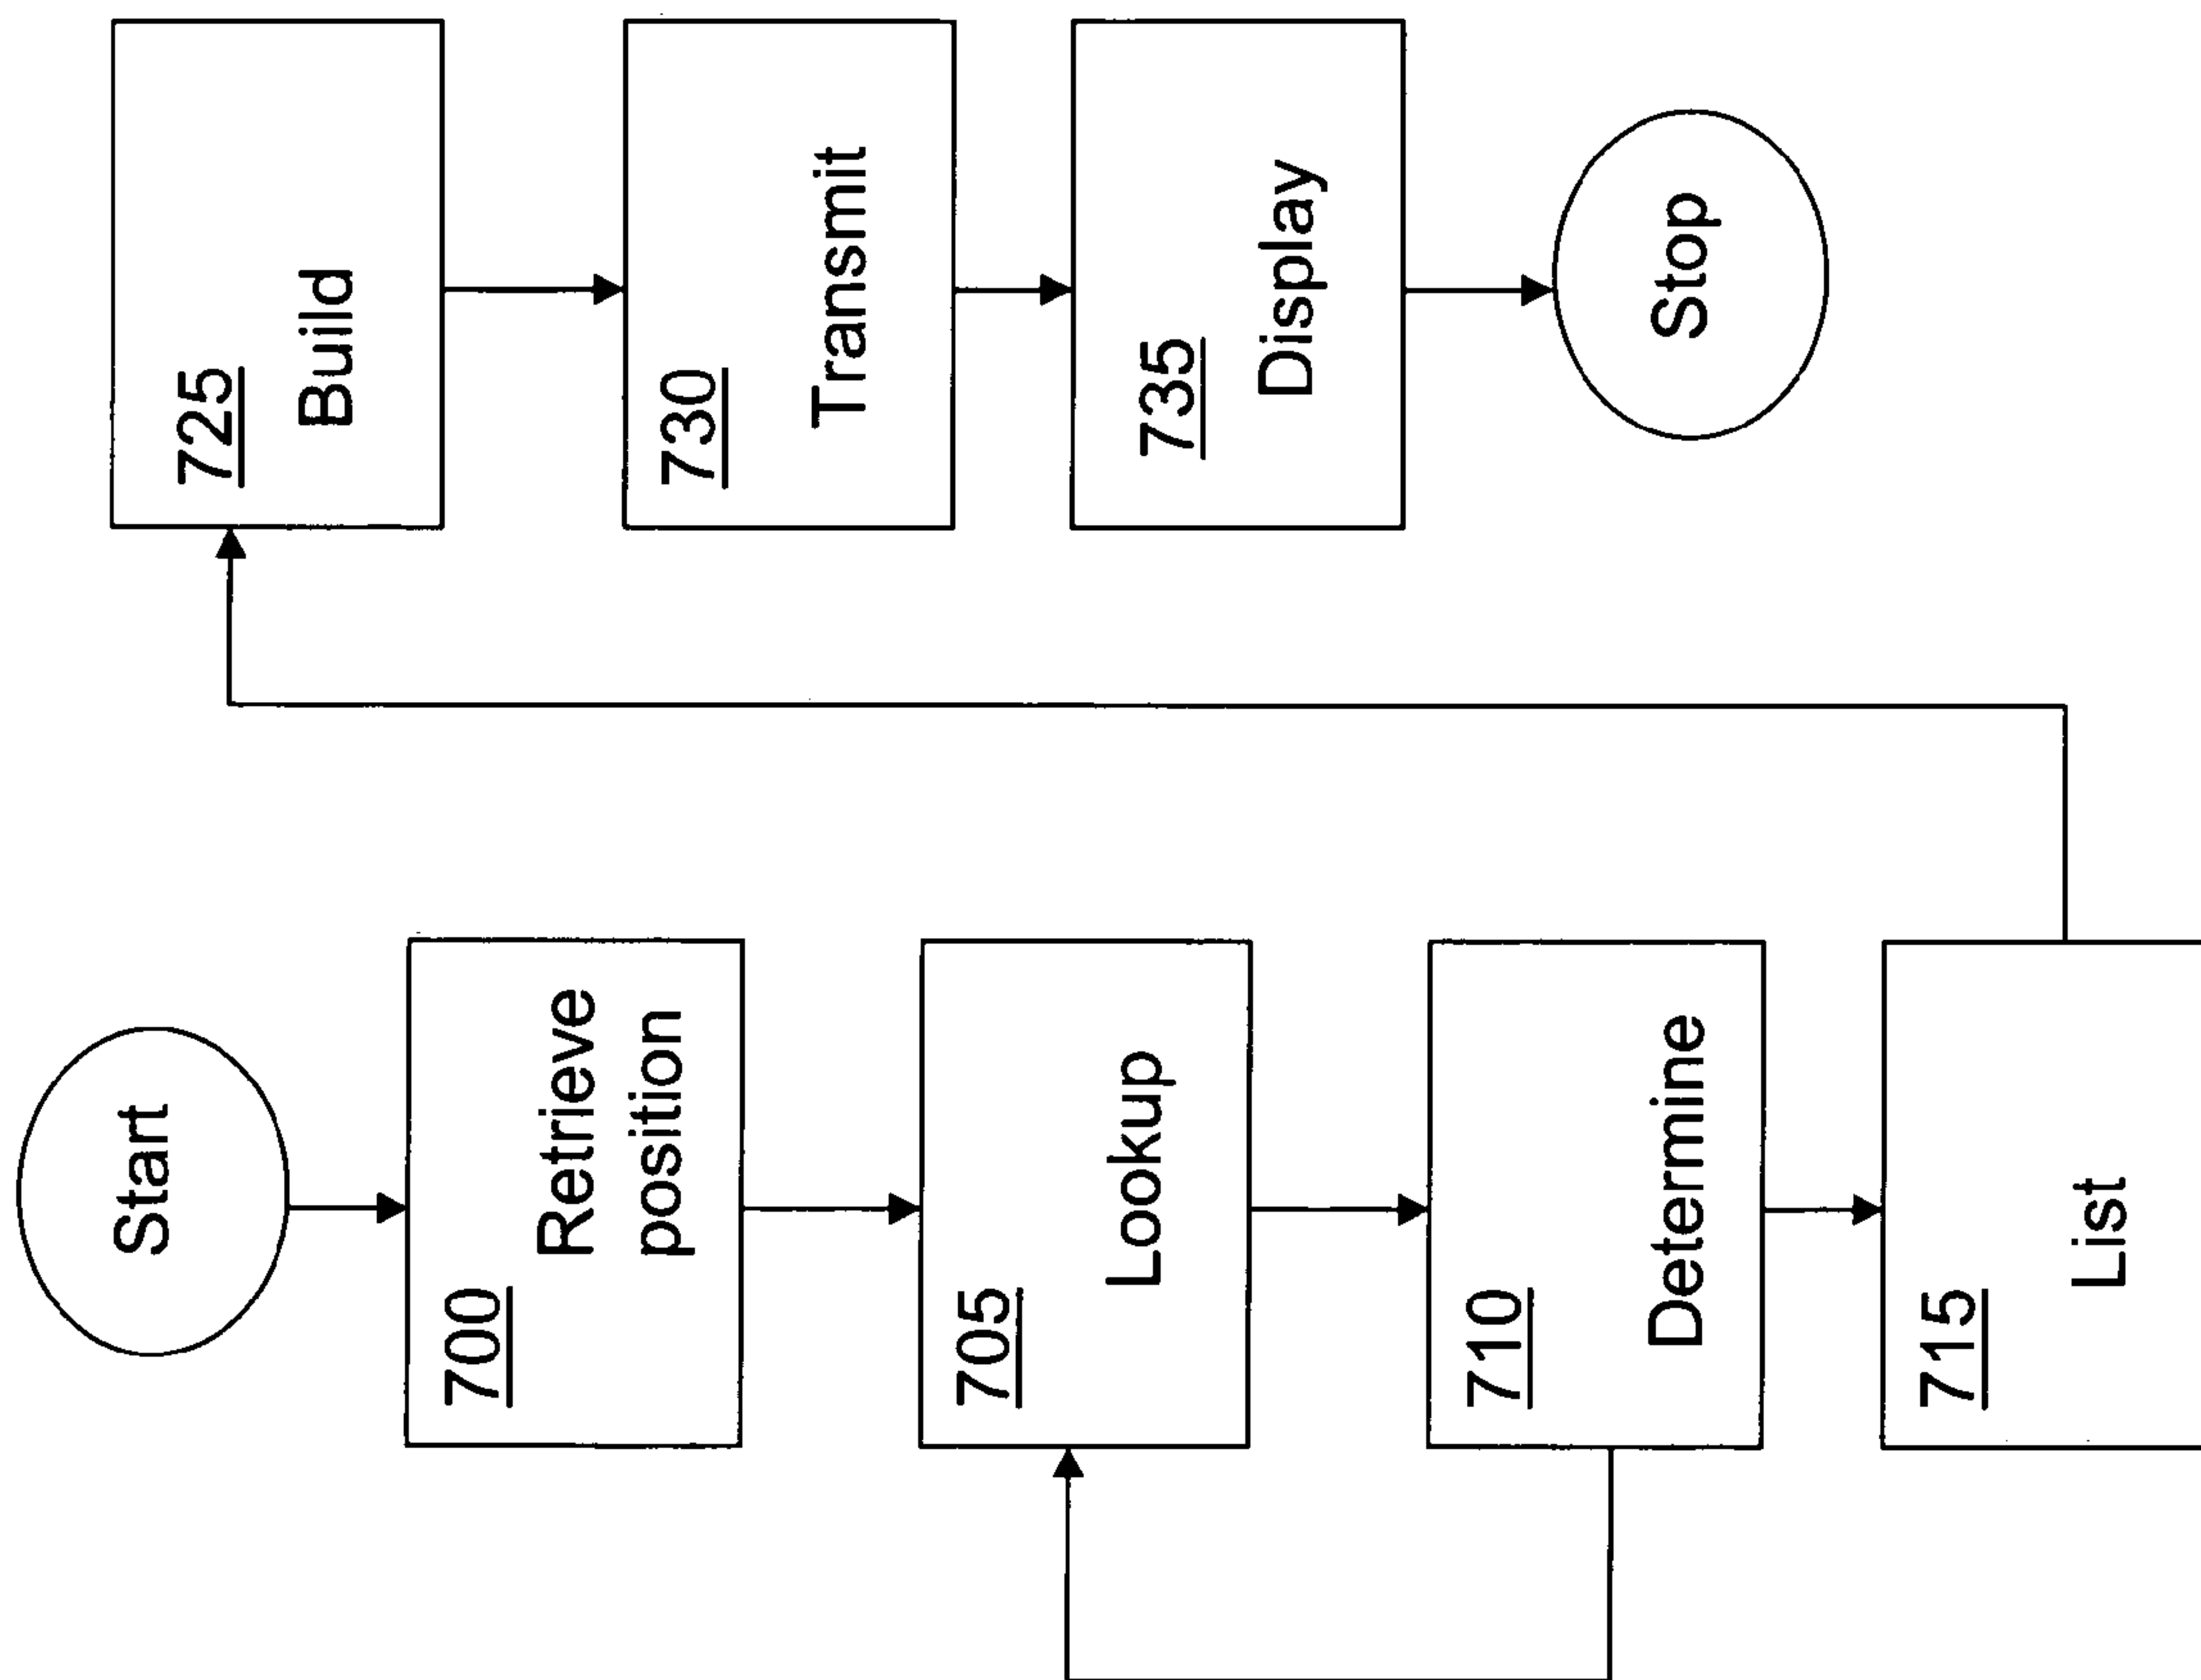 Start
700
Retrieve
position
705
Lookup
710
Determine
715
List
725
Build
730
Transmit
735
Display
Stop